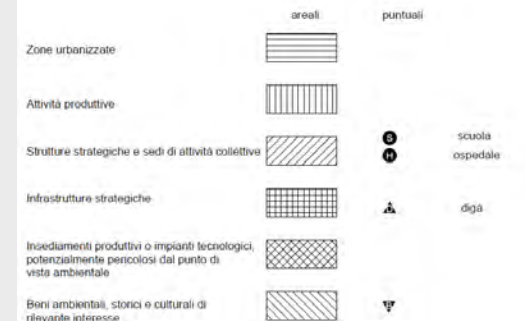 areali puntuali
Zone urbanizzate
Attività produttive
Strutture strategiche e sedi di attività collettive S scuola
H ospedale
Infrastrutture strategiche D diga
Insediamenti produttivi o impianti tecnologici,
potenzialmente pericolosi dal punto di
vista ambientale
Beni ambientali, storici e culturali di
rilevante interesse